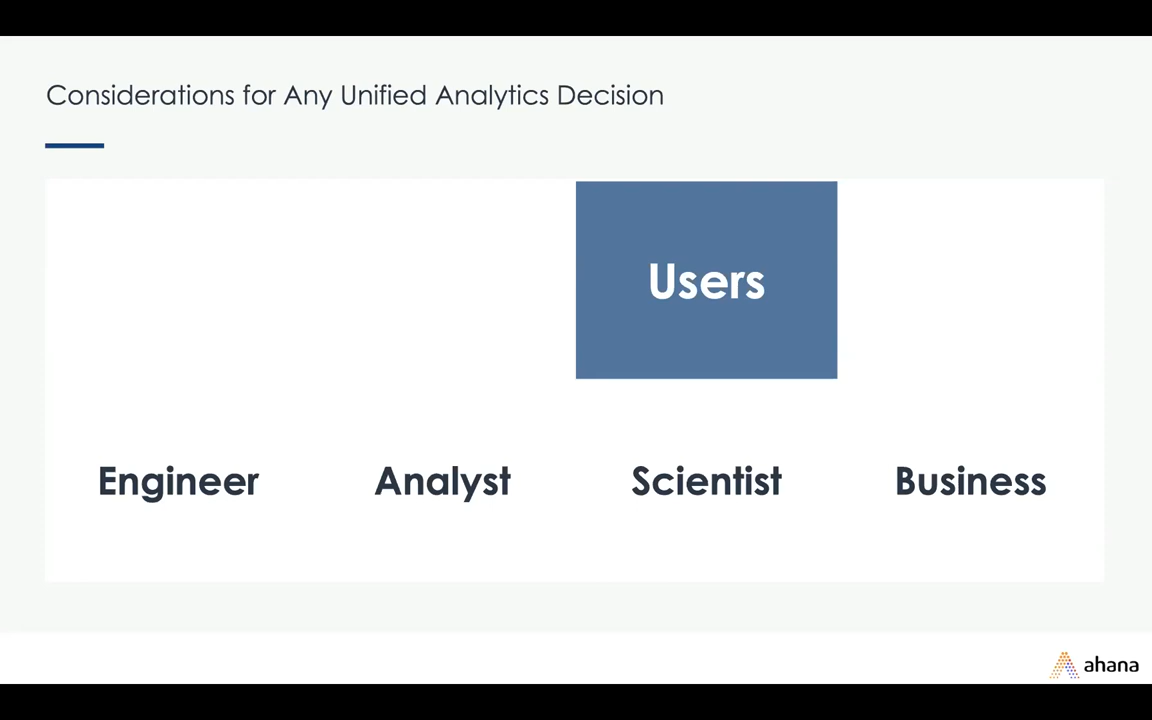 Considerations for Any Unified Analytics Decision
Users
Engineer Analyst Scientist Business
ahana